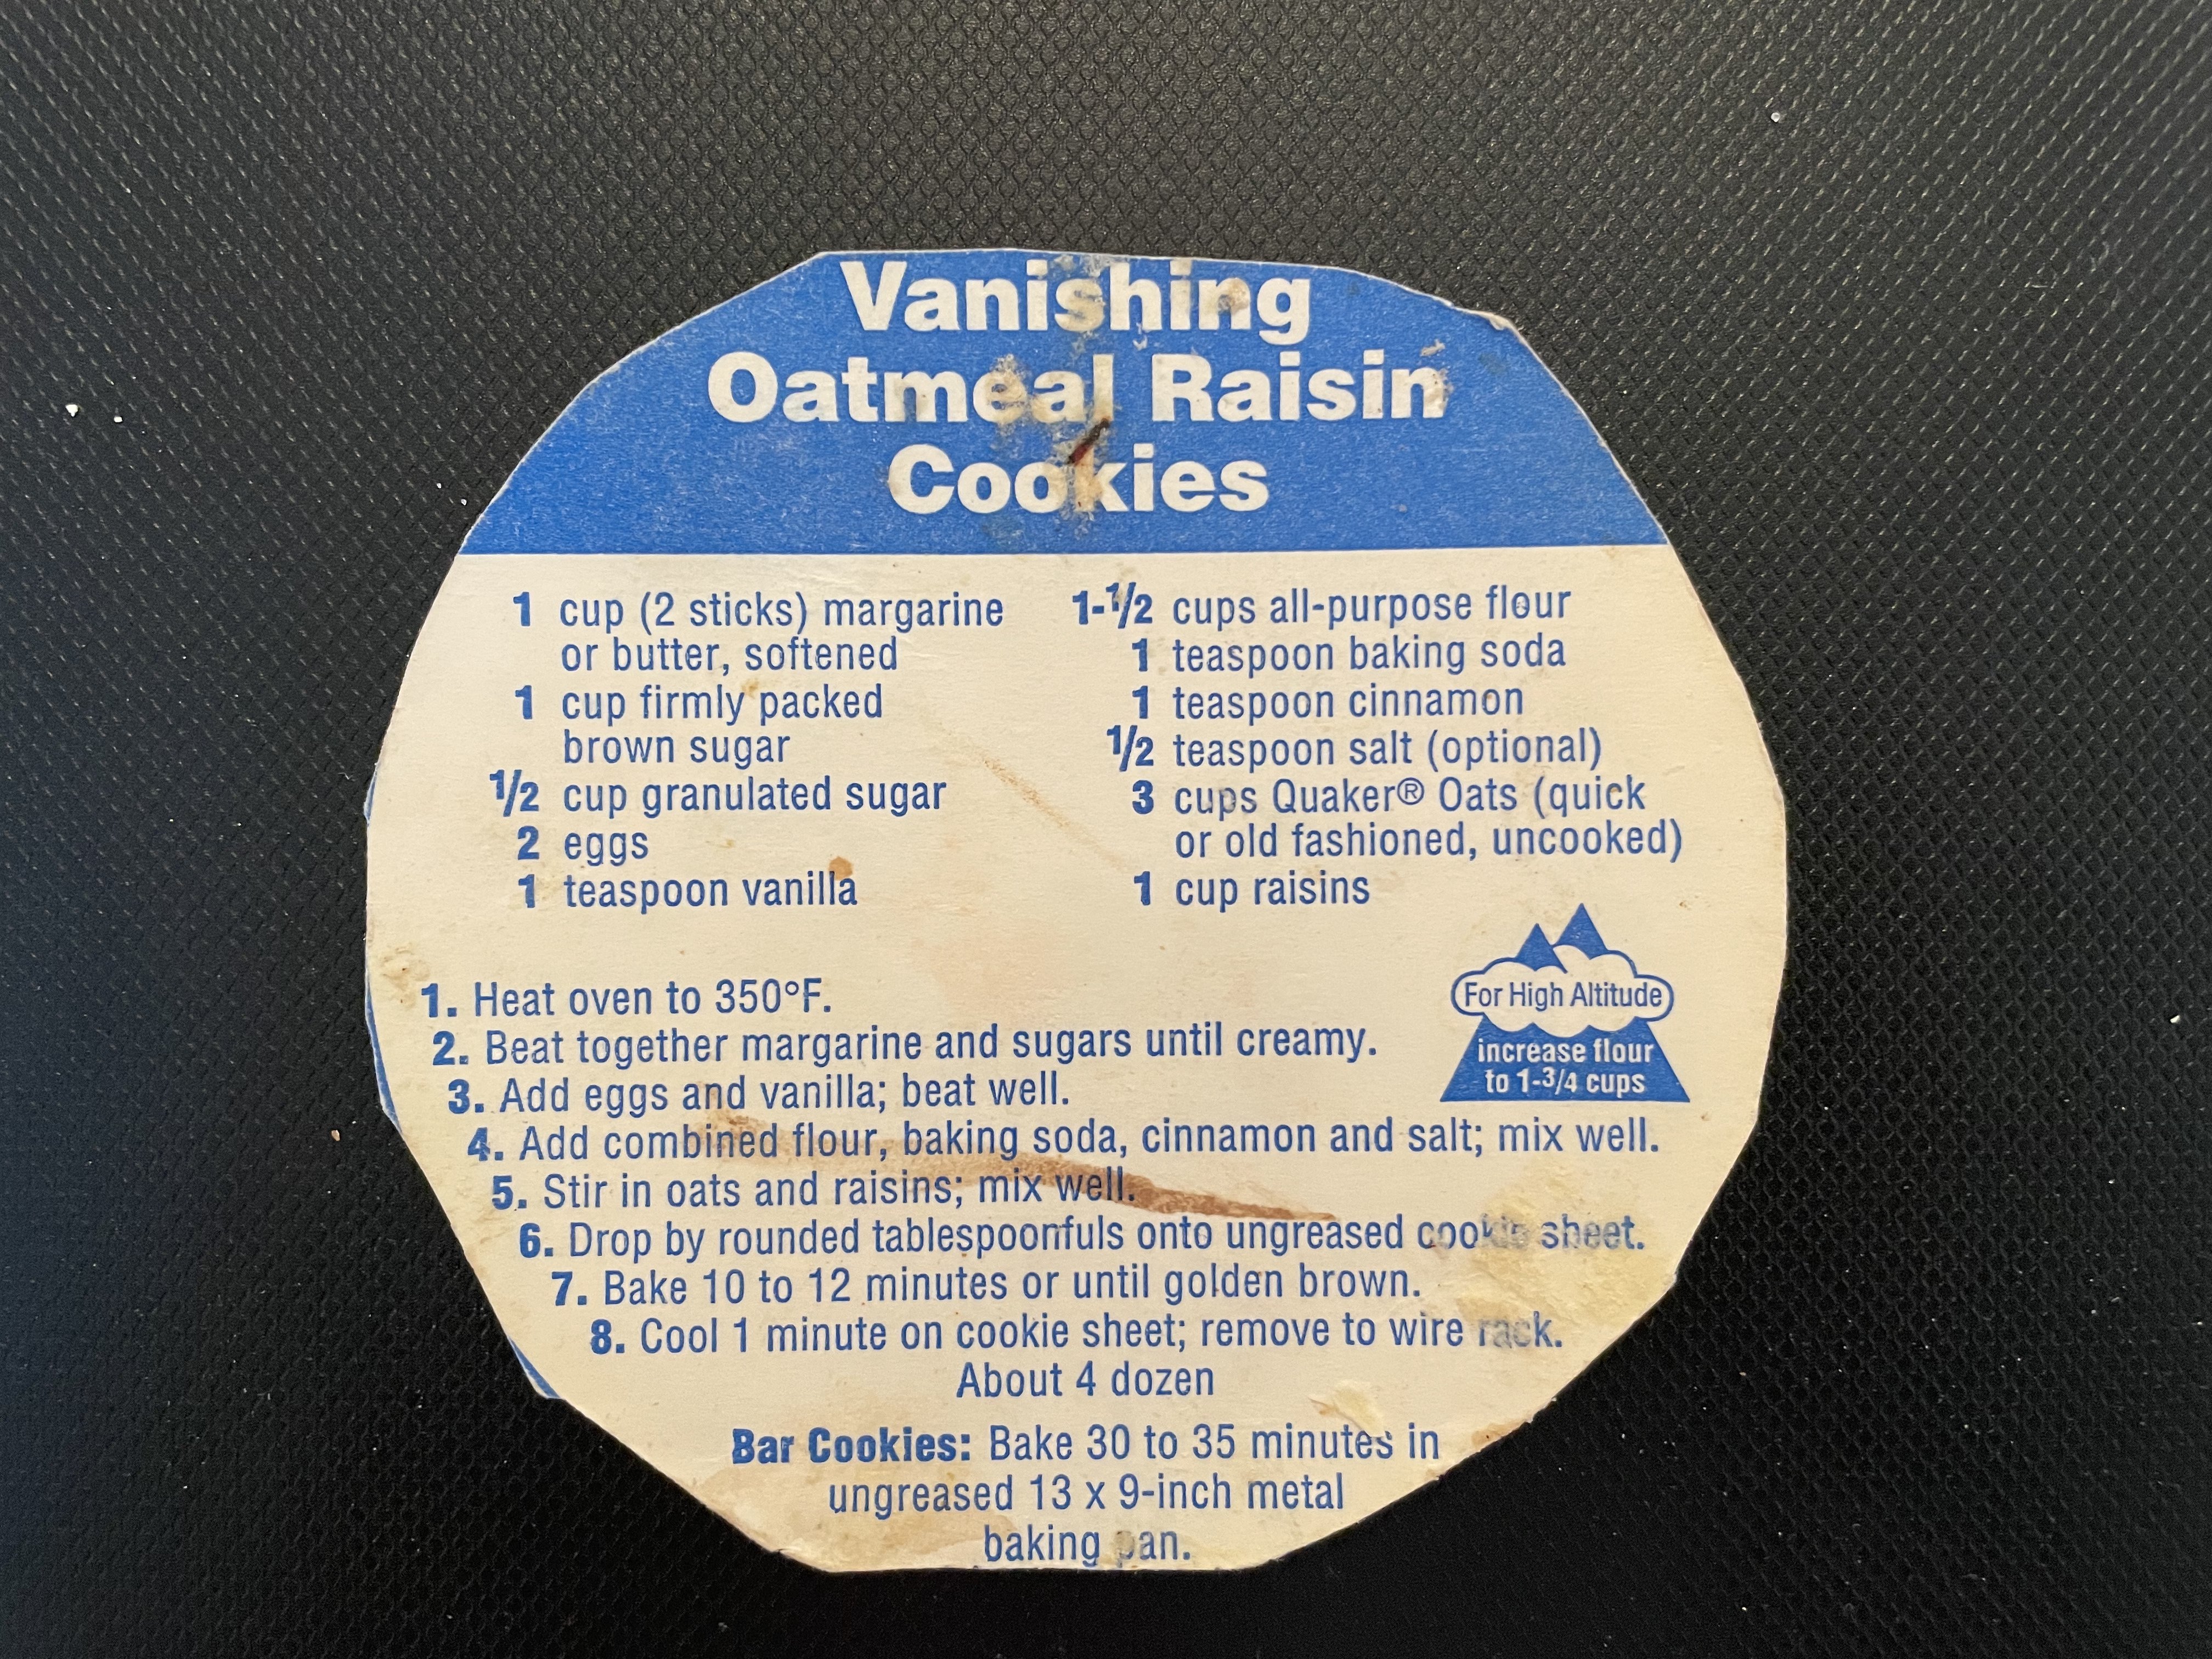 Vanishing
Oatmeal Raisin
Cookies
1 cup (2 sticks) margarine
or butter, softened
1 cup firmly packed
brown sugar
1/2 cup granulated sugar
2 eggs
1 teaspoon vanilla
1-1/2 cups all-purpose flour
1 teaspoon baking soda
1 teaspoon cinnamon
1/2 teaspoon salt (optional)
3 cups Quaker® Oats (quick
or old fashioned, uncooked)
1 cup raisins
For High Altitude
increase flour
to 1-3/4 cups
1. Heat oven to 350°F.
2. Beat together margarine and sugars until creamy.
3. Add eggs and vanilla; beat well.
4. Add combined flour, baking soda, cinnamon and salt; mix well.
5. Stir in oats and raisins; mix well.
6. Drop by rounded tablespoonfuls onto ungreased cookie sheet.
7. Bake 10 to 12 minutes or until golden brown.
8. Cool 1 minute on cookie sheet; remove to wire rack.
About 4 dozen
Bar Cookies: Bake 30 to 35 minutes in
ungreased 13 x 9-inch metal
baking pan.